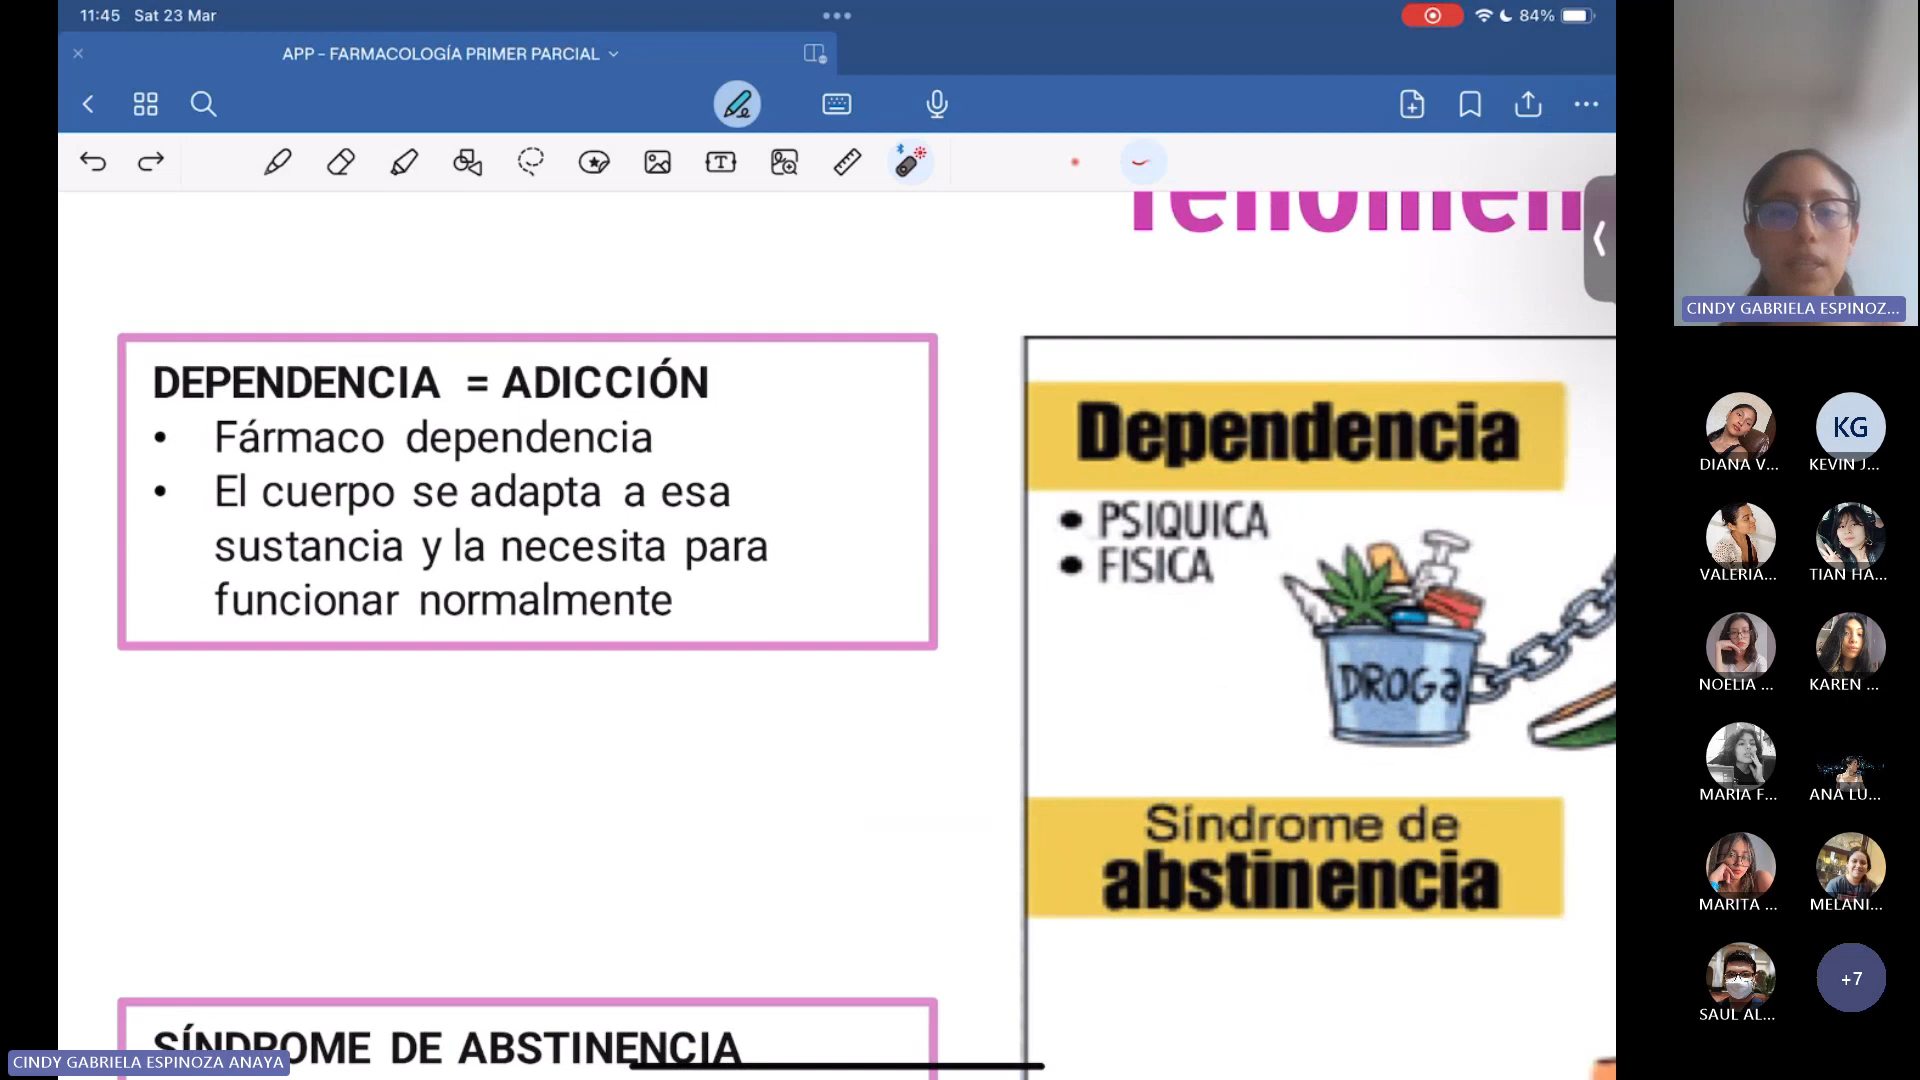 11:45 Sat 23 Mar
84%
APP - FARMACOLOGÍA PRIMER PARCIAL
DEPENDENCIA = ADICCIÓN
• Fármaco dependencia
• El cuerpo se adapta a esa
sustancia y la necesita para
funcionar normalmente
SÍNDROME DE ABSTINENCIA
Dependencia
• PSIQUICA
• FISICA
DROGa
Síndrome de
abstinencia
CINDY GABRIELA ESPINOZA ANAYA
CINDY GABRIELA ESPINOZ...
DIANA V...
KG
KEVIN J...
VALERIA...
TIAN HA...
NOELIA ...
KAREN ...
MARIA F...
ANA LU...
MARITA ...
MELANI...
SAUL AL...
+7